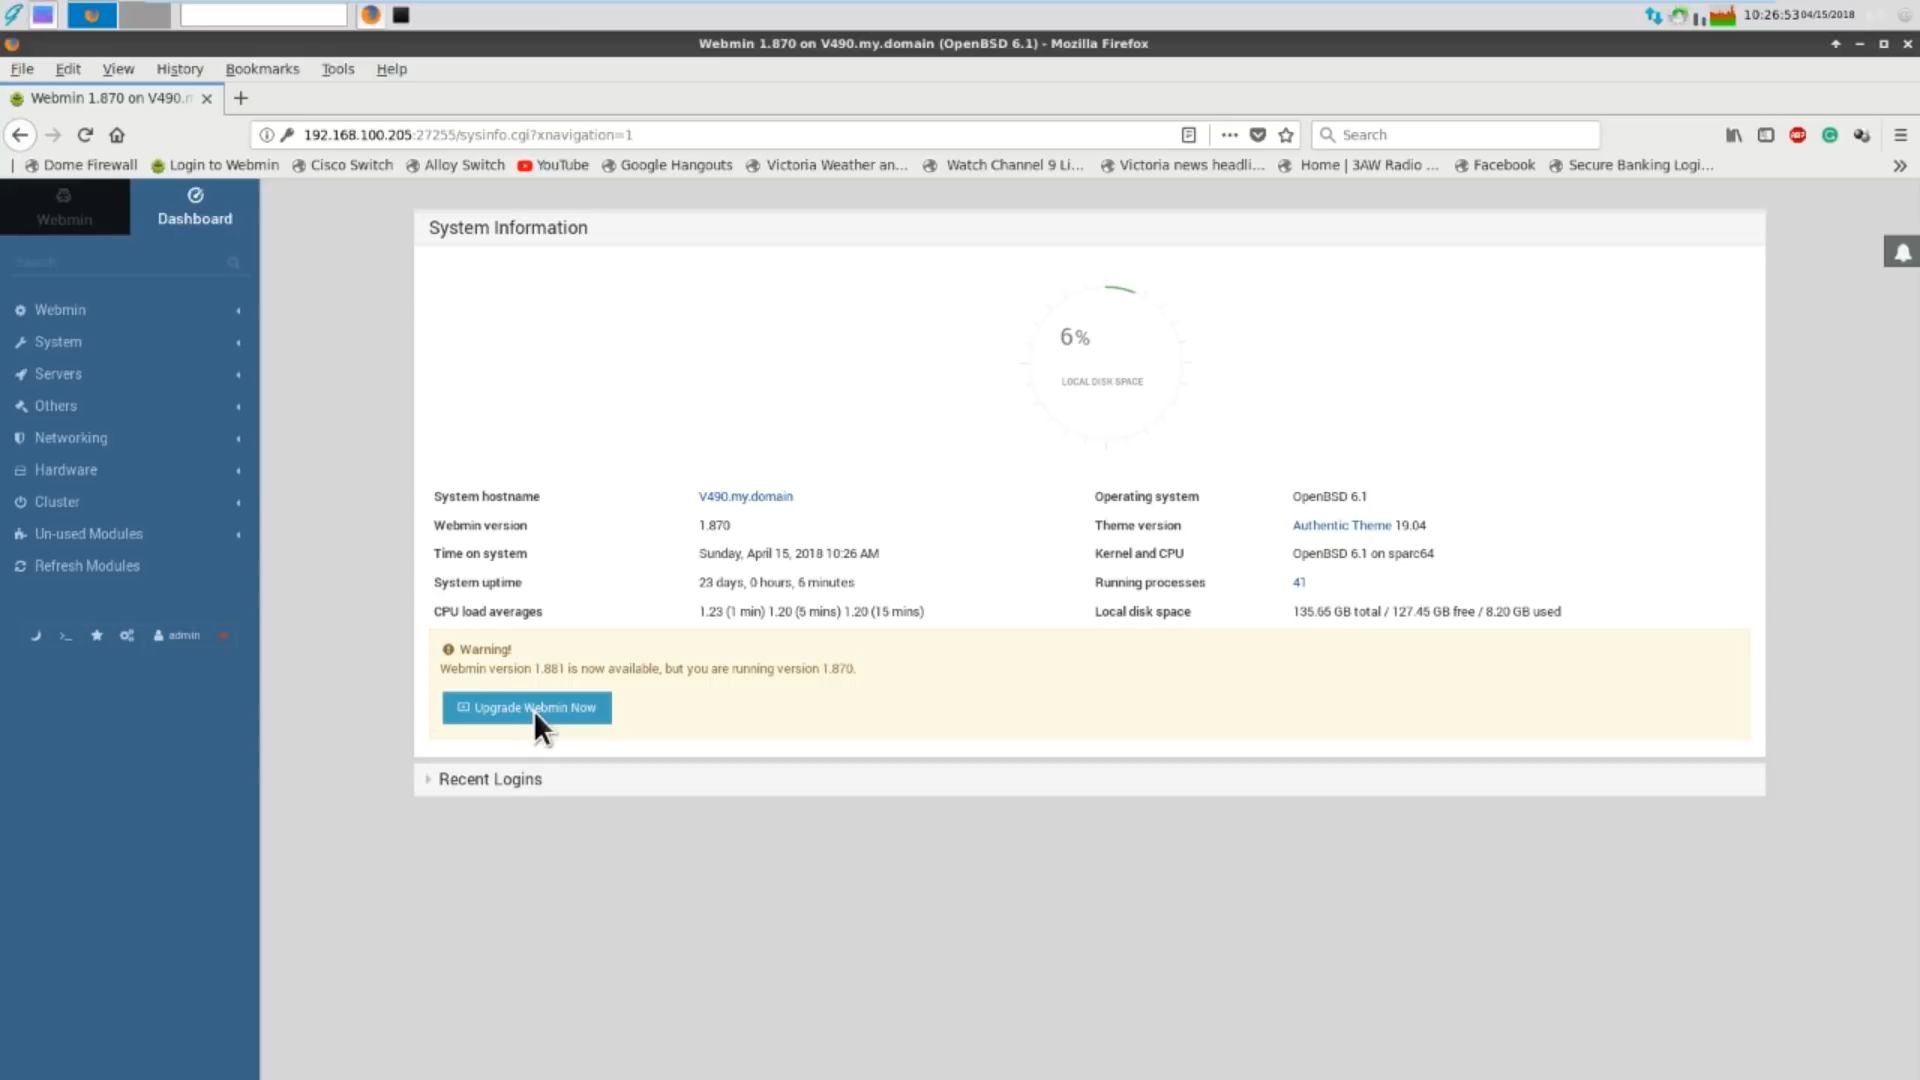 10:26:53 04/15/2018
Webmin 1.870 on V490.my.domain (OpenBSD 6.1) - Mozilla Firefox
File Edit View History Bookmarks Tools Help
Webmin 1.870 on V490.
192.168.100.205:27255/sysinfo.cgi?xnavigation=1
Search
Dome Firewall Login to Webmin Cisco Switch Alloy Switch YouTube Google Hangouts Victoria Weather an... Watch Channel 9 Li... Victoria news headli... Home | 3AW Radio ... Facebook Secure Banking Logi...
Webmin
Dashboard
Search
Webmin
System
Servers
Others
Networking
Hardware
Cluster
Un-used Modules
Refresh Modules
admin
System Information
6%
LOCAL DISK SPACE
System hostname V490.my.domain Operating system OpenBSD 6.1
Webmin version 1.870 Theme version Authentic Theme 19.04
Time on system Sunday, April 15, 2018 10:26 AM Kernel and CPU OpenBSD 6.1 on sparc64
System uptime 23 days, 0 hours, 6 minutes Running processes 41
CPU load averages 1.23 (1 min) 1.20 (5 mins) 1.20 (15 mins) Local disk space 135.65 GB total / 127.45 GB free / 8.20 GB used
Warning!
Webmin version 1.881 is now available, but you are running version 1.870.
Upgrade Webmin Now
Recent Logins